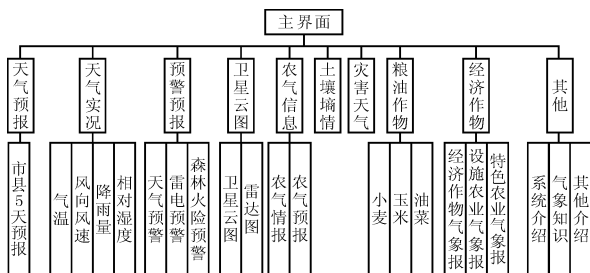 主界面
天气预报
天气实况
预警预报
卫星云图
农气信息
土壤墒情
灾害天气
粮油作物
经济作物
其他
市县5天预报
气温
风向风速
降雨量
相对湿度
天气预警
雷电预警
森林火险预警
卫星云图
雷达图
农气情报
农气预报
小麦
玉米
油菜
经济作物气象报
设施农业气象报
特色农业气象报
系统介绍
气象知识
其他介绍